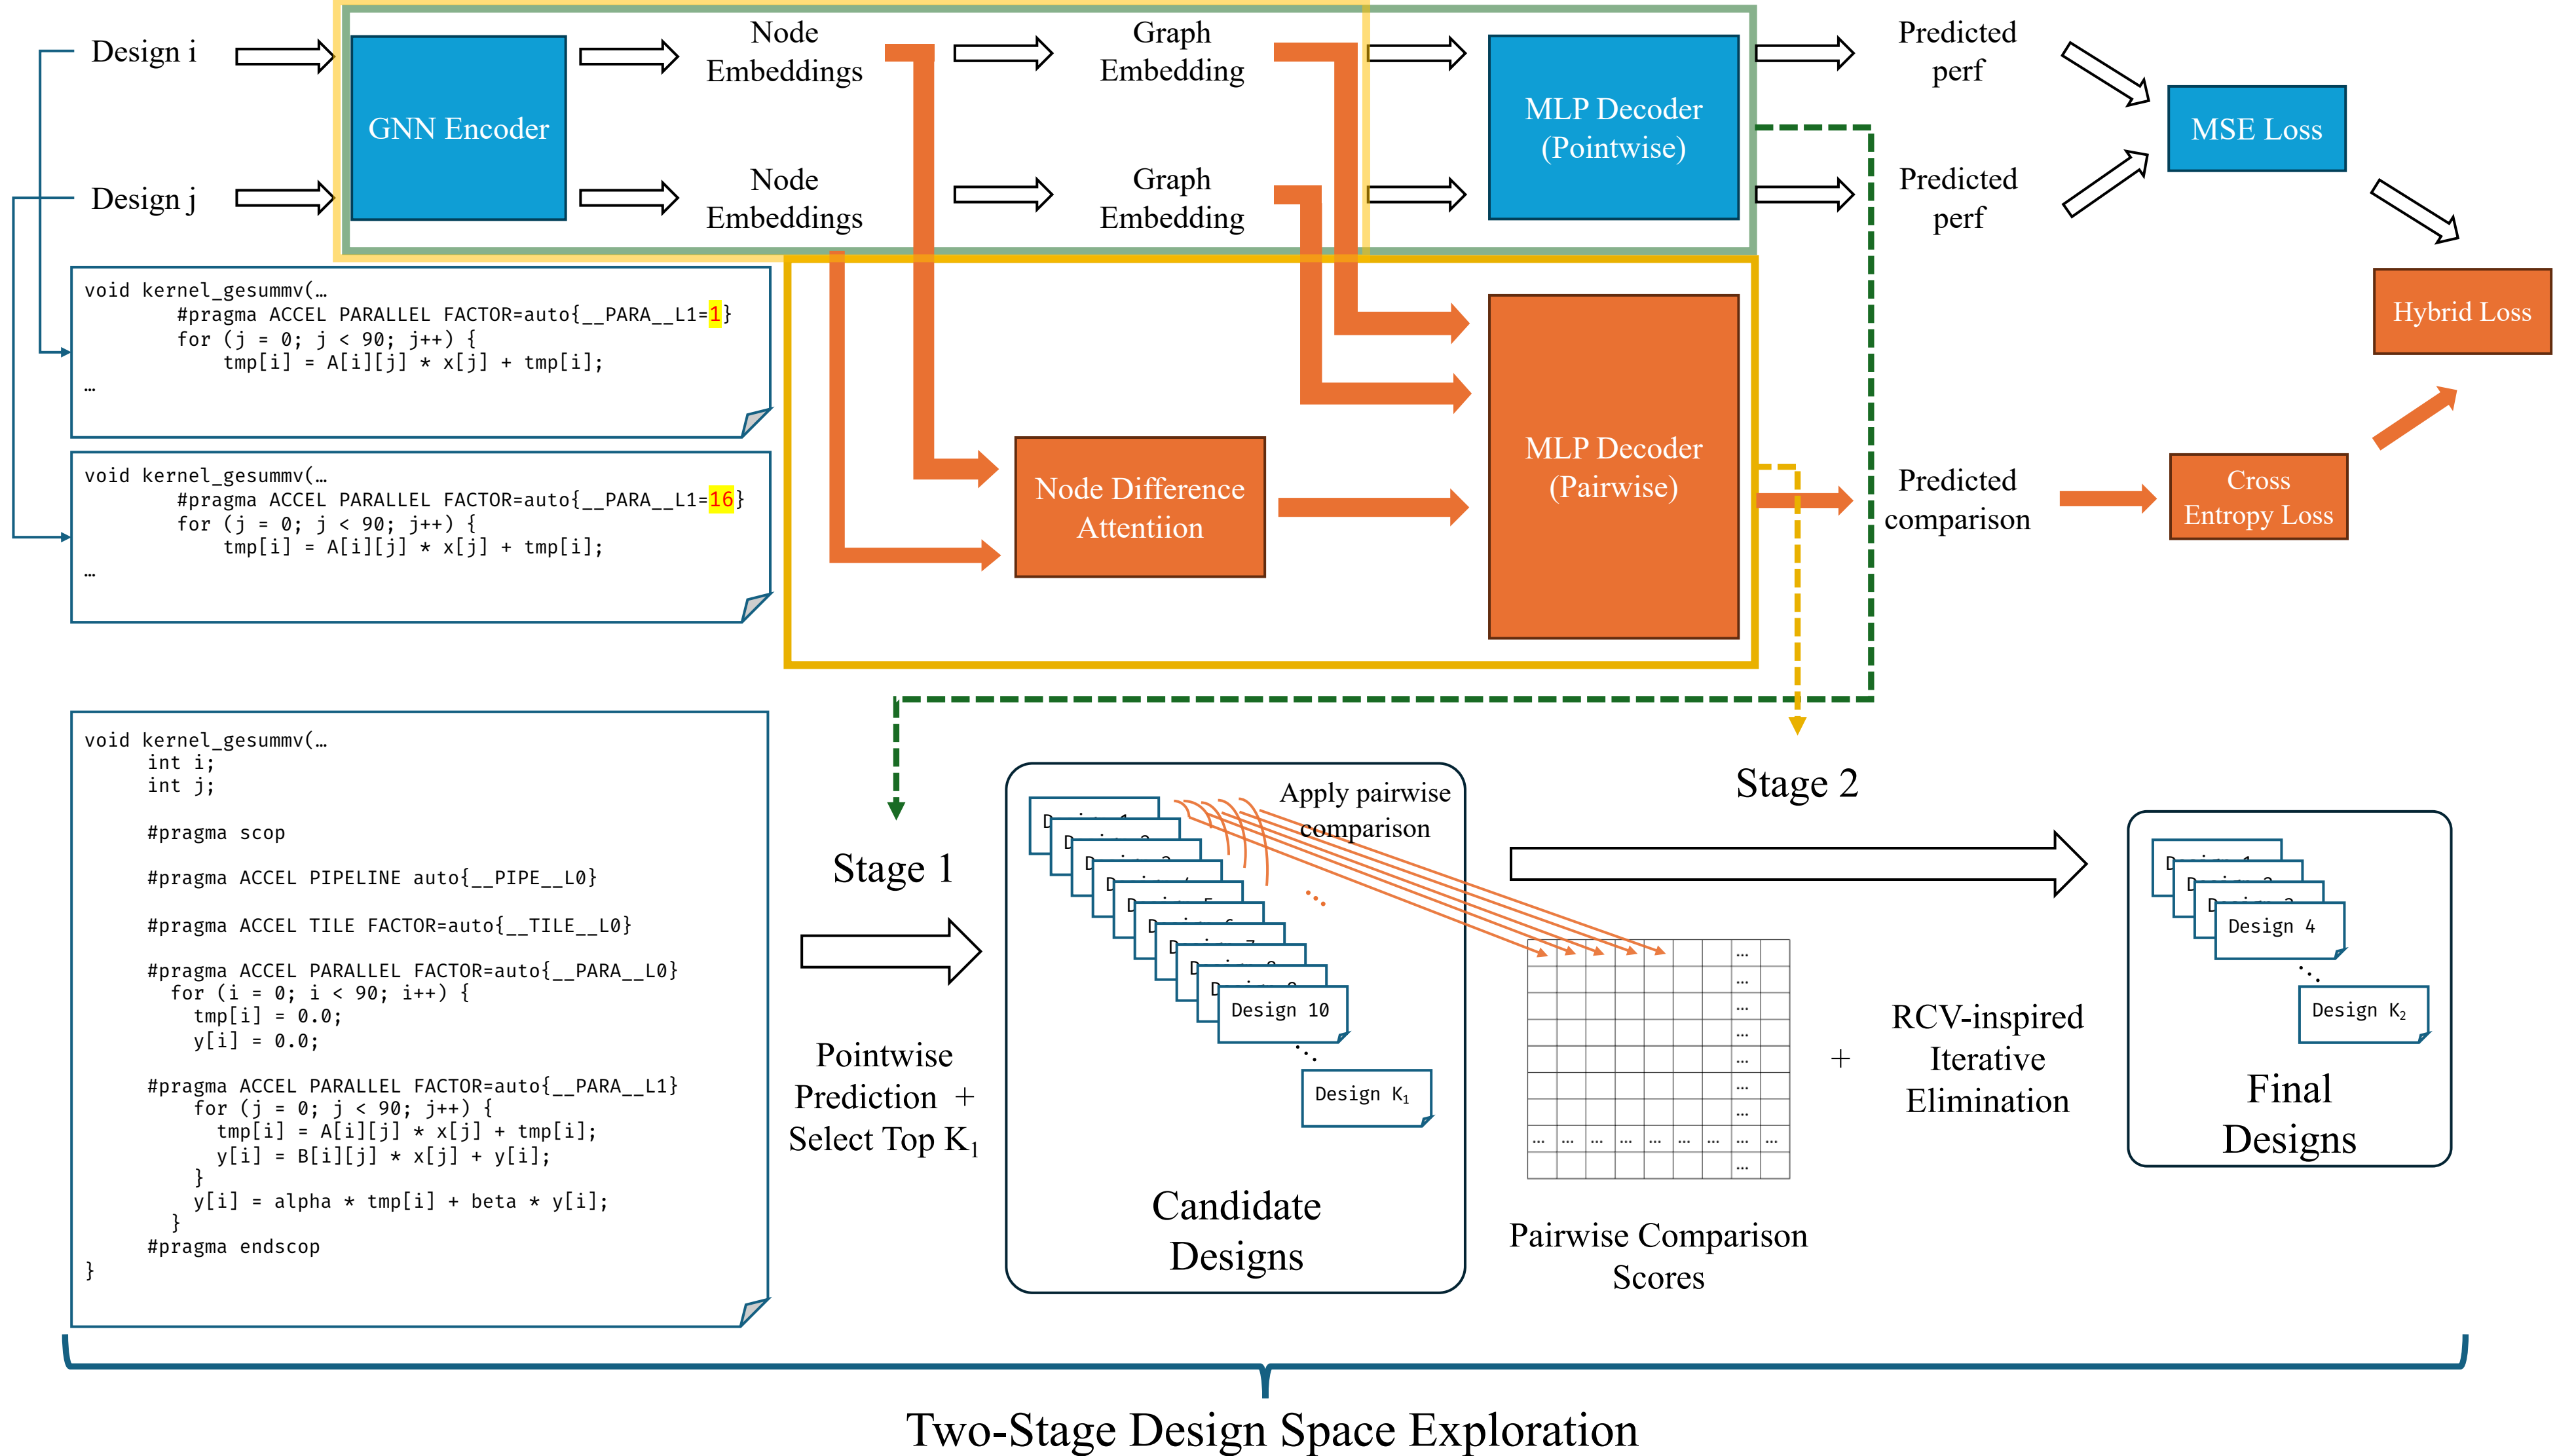 Design i
Node
Embeddings
Graph
Embedding
Predicted
perf
GNN Encoder
MLP Decoder
(Pointwise)
MSE Loss
Design j
Node
Embeddings
Graph
Embedding
Predicted
perf
Hybrid Loss
void kernel_gesummv(…
#pragma ACCEL PARALLEL FACTOR=auto{__PARA__L1=1}
for (j = 0; j < 90; j++) {
tmp[i] = A[i][j] * x[j] + tmp[i];
…
void kernel_gesummv(…
#pragma ACCEL PARALLEL FACTOR=auto{__PARA__L1=16}
for (j = 0; j < 90; j++) {
tmp[i] = A[i][j] * x[j] + tmp[i];
…
Node Difference
Attentiion
MLP Decoder
(Pairwise)
Predicted
comparison
Cross
Entropy Loss
void kernel_gesummv(…
int i;
int j;
#pragma scop
#pragma ACCEL PIPELINE auto{__PIPE__L0}
#pragma ACCEL TILE FACTOR=auto{__TILE__L0}
#pragma ACCEL PARALLEL FACTOR=auto{__PARA__L0}
for (i = 0; i < 90; i++) {
tmp[i] = 0.0;
y[i] = 0.0;
#pragma ACCEL PARALLEL FACTOR=auto{__PARA__L1}
for (j = 0; j < 90; j++) {
tmp[i] = A[i][j] * x[j] + tmp[i];
y[i] = B[i][j] * x[j] + y[i];
}
y[i] = alpha * tmp[i] + beta * y[i];
}
#pragma endscop
}
Stage 1
Pointwise
Prediction +
Select Top K₁
Apply pairwise
comparison
Design 10
Design K₁
Candidate
Designs
Stage 2
Pairwise Comparison
Scores
+
RCV-inspired
Iterative
Elimination
Design 4
Design K₂
Final
Designs
Two-Stage Design Space Exploration